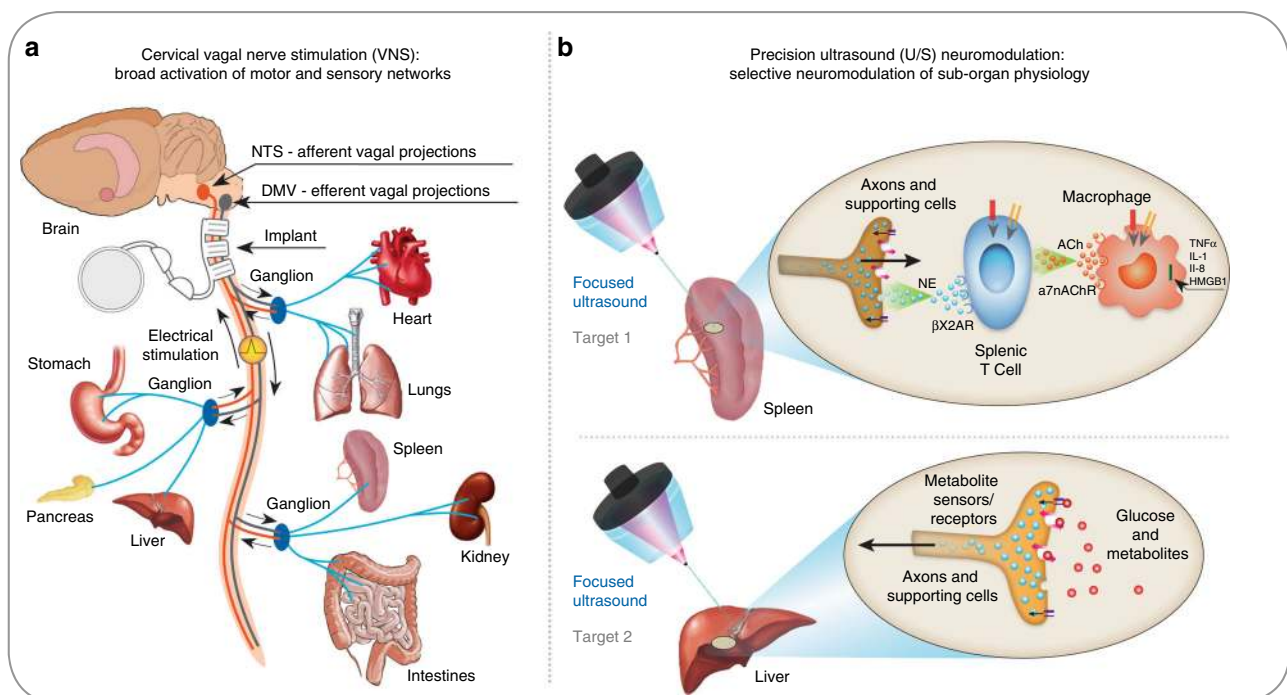 a
Cervical vagal nerve stimulation (VNS):
broad activation of motor and sensory networks
NTS - afferent vagal projections
DMV - efferent vagal projections
Brain
Implant
Ganglion
Heart
Electrical
stimulation
Stomach
Ganglion
Lungs
Spleen
Pancreas
Liver
Ganglion
Kidney
Intestines
b
Precision ultrasound (U/S) neuromodulation:
selective neuromodulation of sub-organ physiology
Axons and
supporting cells
Macrophage
Focused
ultrasound
Target 1
NE
βX2AR
ACh
a7nAChR
TNFα
IL-1
Il-8
HMGB1
Splenic
T Cell
Spleen
Metabolite
sensors/
receptors
Glucose
and
metabolites
Axons and
supporting cells
Focused
ultrasound
Target 2
Liver